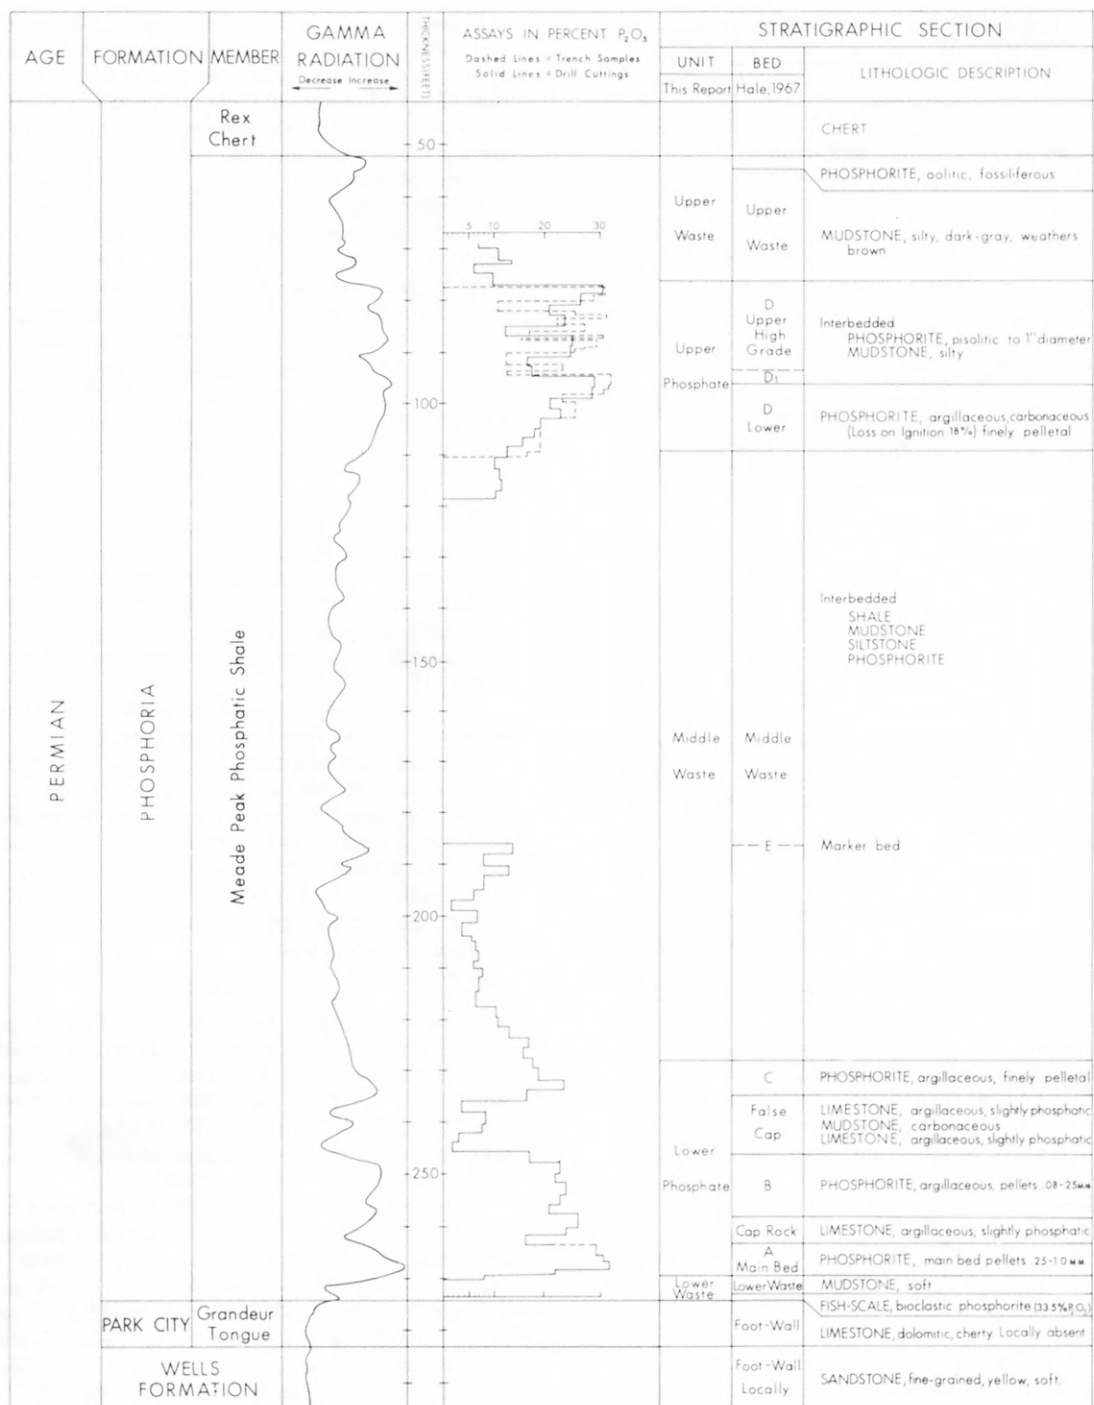 AGE
FORMATION
MEMBER
GAMMA
RADIATION
Decrease Increase
THICKNESS(FEET)
ASSAYS IN PERCENT P₂O₅
Dashed Lines = Trench Samples
Solid Lines = Drill Cuttings
STRATIGRAPHIC SECTION
UNIT
This Report
BED
Hale, 1967
LITHOLOGIC DESCRIPTION
PERMIAN
PHOSPHORIA
Rex
Chert
Meade Peak Phosphatic Shale
PARK CITY
Grandeur
Tongue
WELLS
FORMATION
50
100
150
200
250
5 10 20 30
Upper
Waste
Upper
Phosphate
Middle
Waste
Lower
Phosphate
Lower
Waste
Upper
Waste
D
Upper
High
Grade
D₁
D
Lower
Middle
Waste
E
C
False
Cap
B
Cap Rock
A
Main Bed
Lower Waste
Foot-Wall
Foot-Wall
Locally
CHERT
PHOSPHORITE, oolitic, fossiliferous
MUDSTONE, silty, dark-gray, weathers
brown
Interbedded
PHOSPHORITE, pisolitic to 1" diameter
MUDSTONE, silty
PHOSPHORITE, argillaceous, carbonaceous
(Loss on Ignition 18%) finely pelletal
Interbedded
SHALE
MUDSTONE
SILTSTONE
PHOSPHORITE
Marker bed
PHOSPHORITE, argillaceous, finely pelletal
LIMESTONE, argillaceous, slightly phosphatic
MUDSTONE, carbonaceous
LIMESTONE, argillaceous, slightly phosphatic
PHOSPHORITE, argillaceous, pellets .08-.25 MM
LIMESTONE, argillaceous, slightly phosphatic
PHOSPHORITE, main bed pellets .25-1.0 MM
MUDSTONE, soft
FISH-SCALE, bioclastic phosphorite (33.5% P₂O₅)
LIMESTONE, dolomitic, cherty Locally absent
SANDSTONE, fine-grained, yellow, soft.